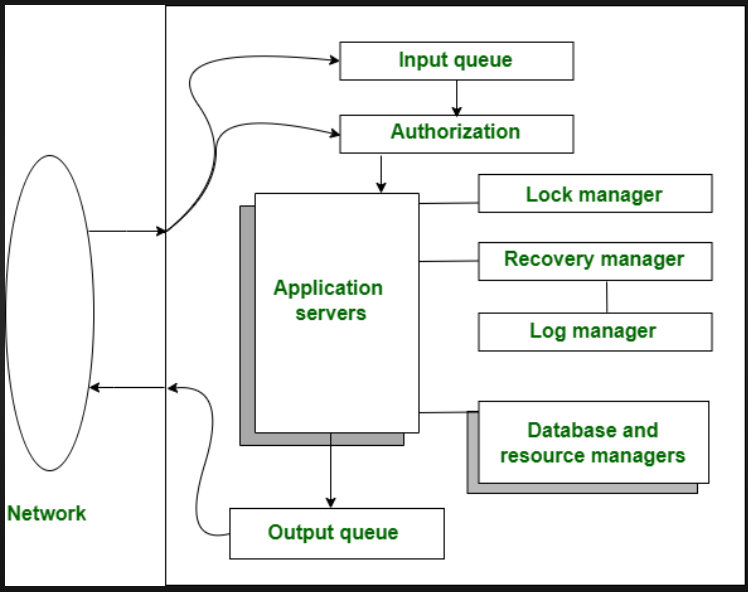 Input queue
Authorization
Lock manager
Recovery manager
Application
servers
Log manager
Database and
resource managers
Network
Output queue